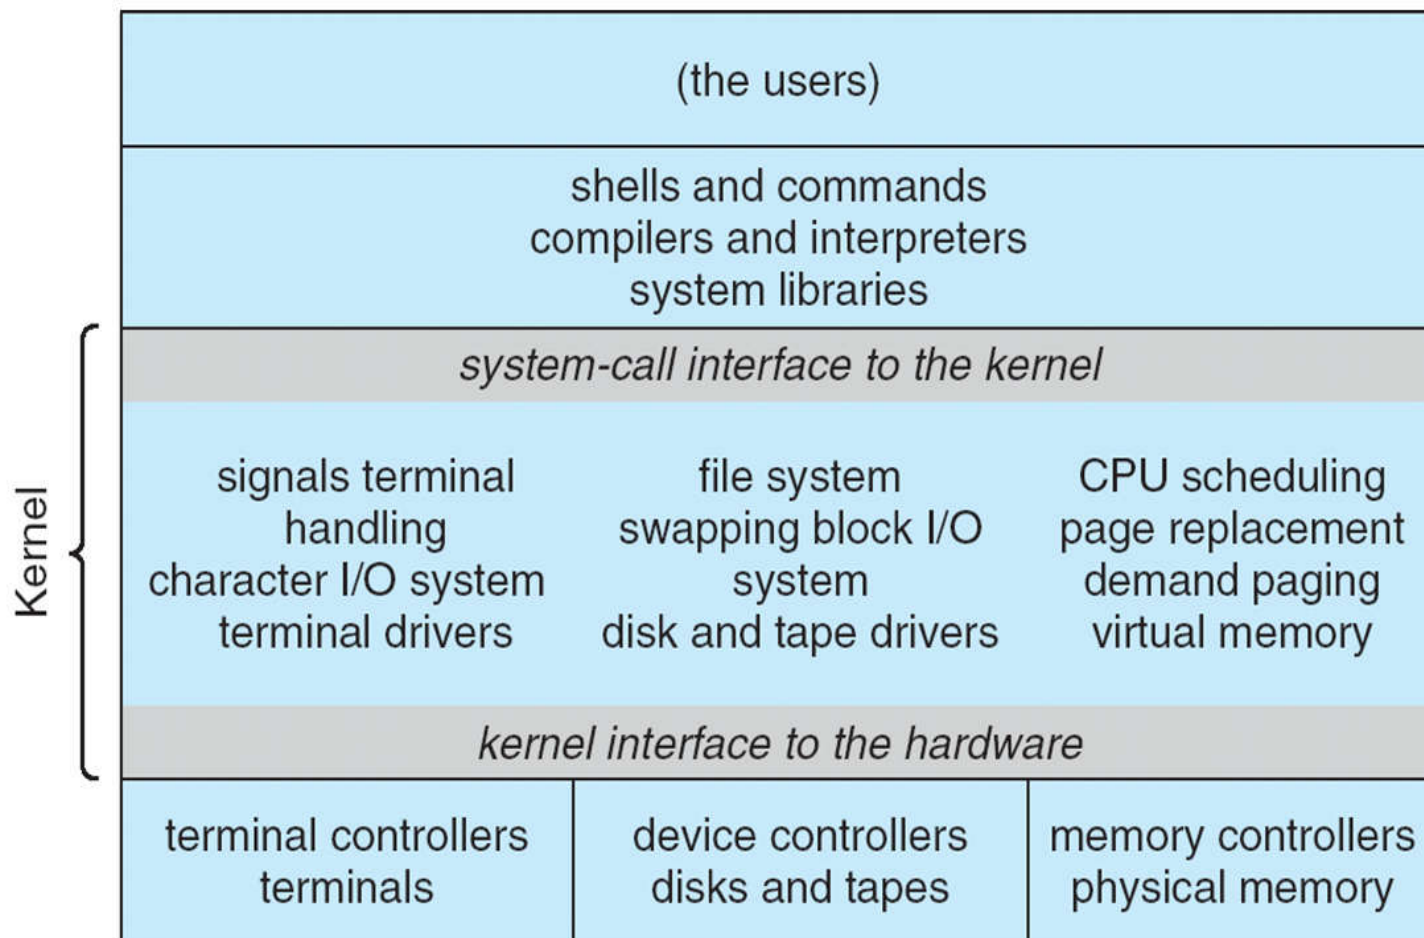 (the users)
shells and commands
compilers and interpreters
system libraries
Kernel
system-call interface to the kernel
signals terminal
handling
character I/O system
terminal drivers
file system
swapping block I/O
system
disk and tape drivers
CPU scheduling
page replacement
demand paging
virtual memory
kernel interface to the hardware
terminal controllers
terminals
device controllers
disks and tapes
memory controllers
physical memory